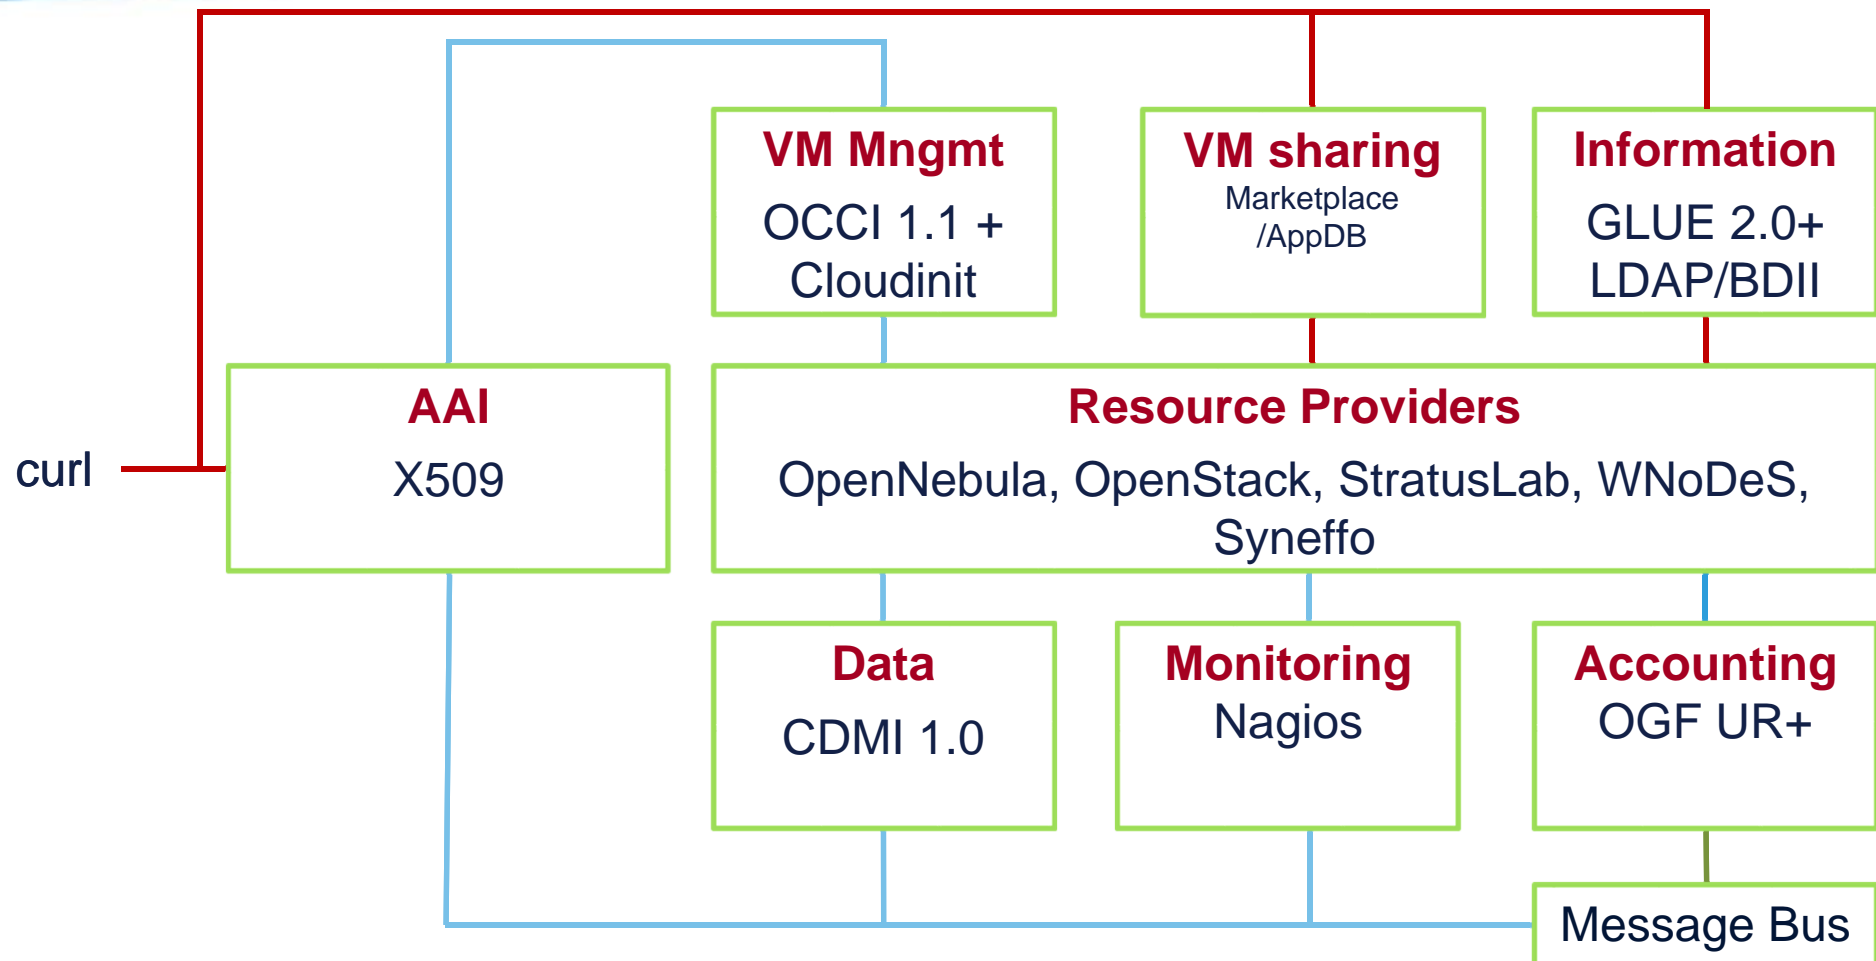 VM Mngmt
OCCI 1.1 +
Cloudinit
VM sharing
Marketplace
/AppDB
Information
GLUE 2.0+
LDAP/BDII
curl
AAI
X509
Resource Providers
OpenNebula, OpenStack, StratusLab, WNoDeS,
Syneffo
Data
CDMI 1.0
Monitoring
Nagios
Accounting
OGF UR+
Message Bus